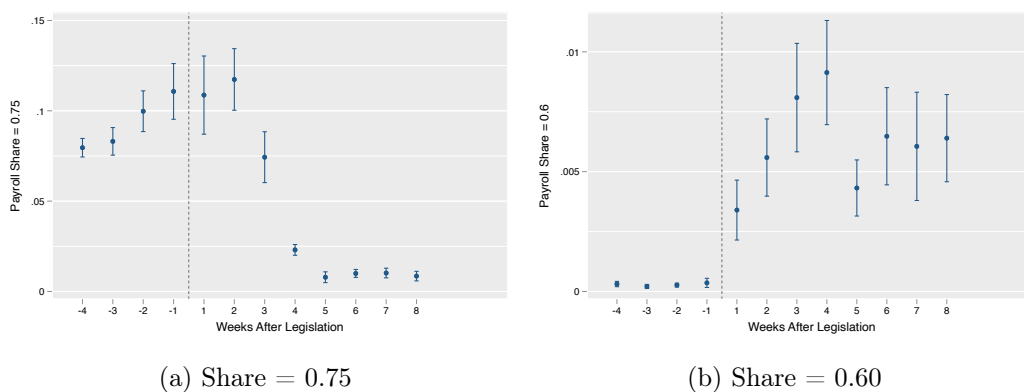 Payroll Share = 0.75
.15
.1
.05
0
-4 -3 -2 -1 1 2 3 4 5 6 7 8
Weeks After Legislation
(a) Share = 0.75
Payroll Share = 0.6
.01
.005
0
-4 -3 -2 -1 1 2 3 4 5 6 7 8
Weeks After Legislation
(b) Share = 0.60